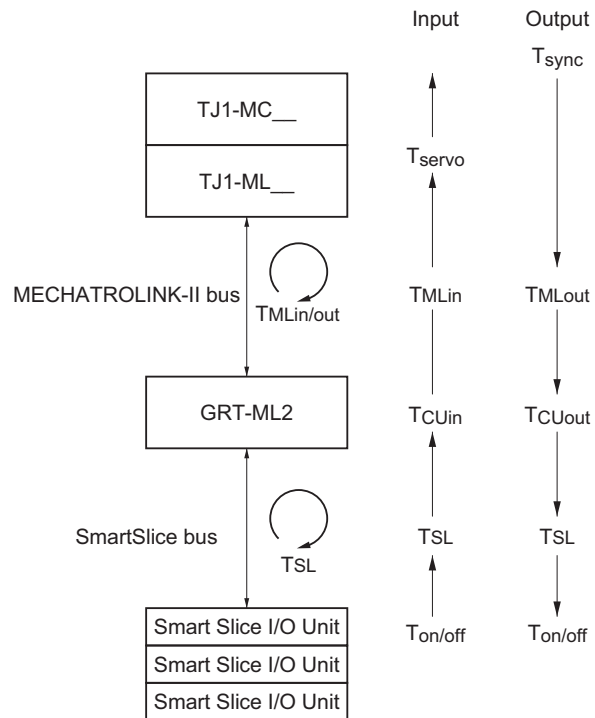 Input Output
Tsync
TJ1-MC__
Tservo
TJ1-ML__
MECHATROLINK-II bus
TMLin/out
TMLin TMLout
GRT-ML2
TCUin TCUout
SmartSlice bus
TSL
TSL TSL
Smart Slice I/O Unit
Ton/off Ton/off
Smart Slice I/O Unit
Smart Slice I/O Unit